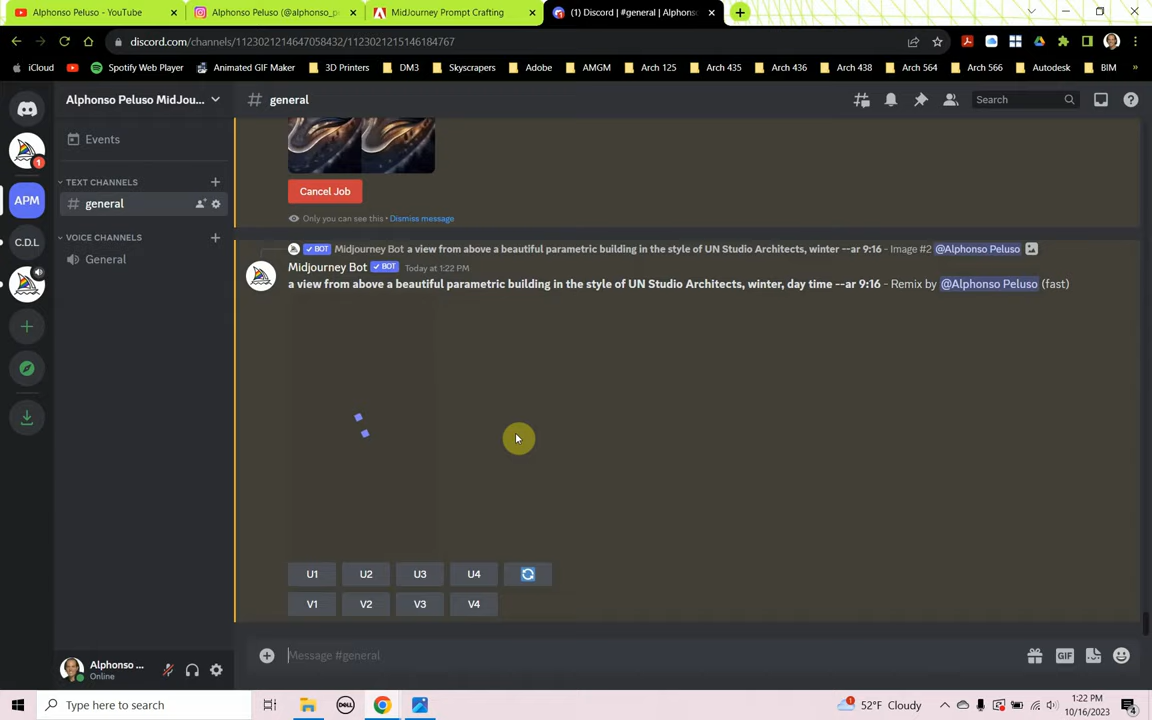 Alphonso Peluso - YouTube
Alphonso Peluso (@alphonso_p
MidJourney Prompt Crafting
(1) Discord | #general | Alphons
discord.com/channels/1123021214647058432/1123021215146184767
iCloud
Spotify Web Player
Animated GIF Maker
3D Printers
DM3
Skyscrapers
Adobe
AMGM
Arch 125
Arch 435
Arch 436
Arch 438
Arch 564
Arch 566
Autodesk
BIM
»
Alphonso Peluso MidJou...
# general
Search
Events
TEXT CHANNELS
# general
VOICE CHANNELS
General
1
APM
C.D.L
Cancel Job
Only you can see this • Dismiss message
✓ BOT Midjourney Bot a view from above a beautiful parametric building in the style of UN Studio Architects, winter --ar 9:16 - Image #2 @Alphonso Peluso
Midjourney Bot ✓ BOT Today at 1:22 PM
a view from above a beautiful parametric building in the style of UN Studio Architects, winter, day time --ar 9:16 - Remix by @Alphonso Peluso (fast)
U1 U2 U3 U4
V1 V2 V3 V4
Message #general
GIF
Alphonso ...
Online
Type here to search
DELL
52°F Cloudy
1:22 PM
10/16/2023
4